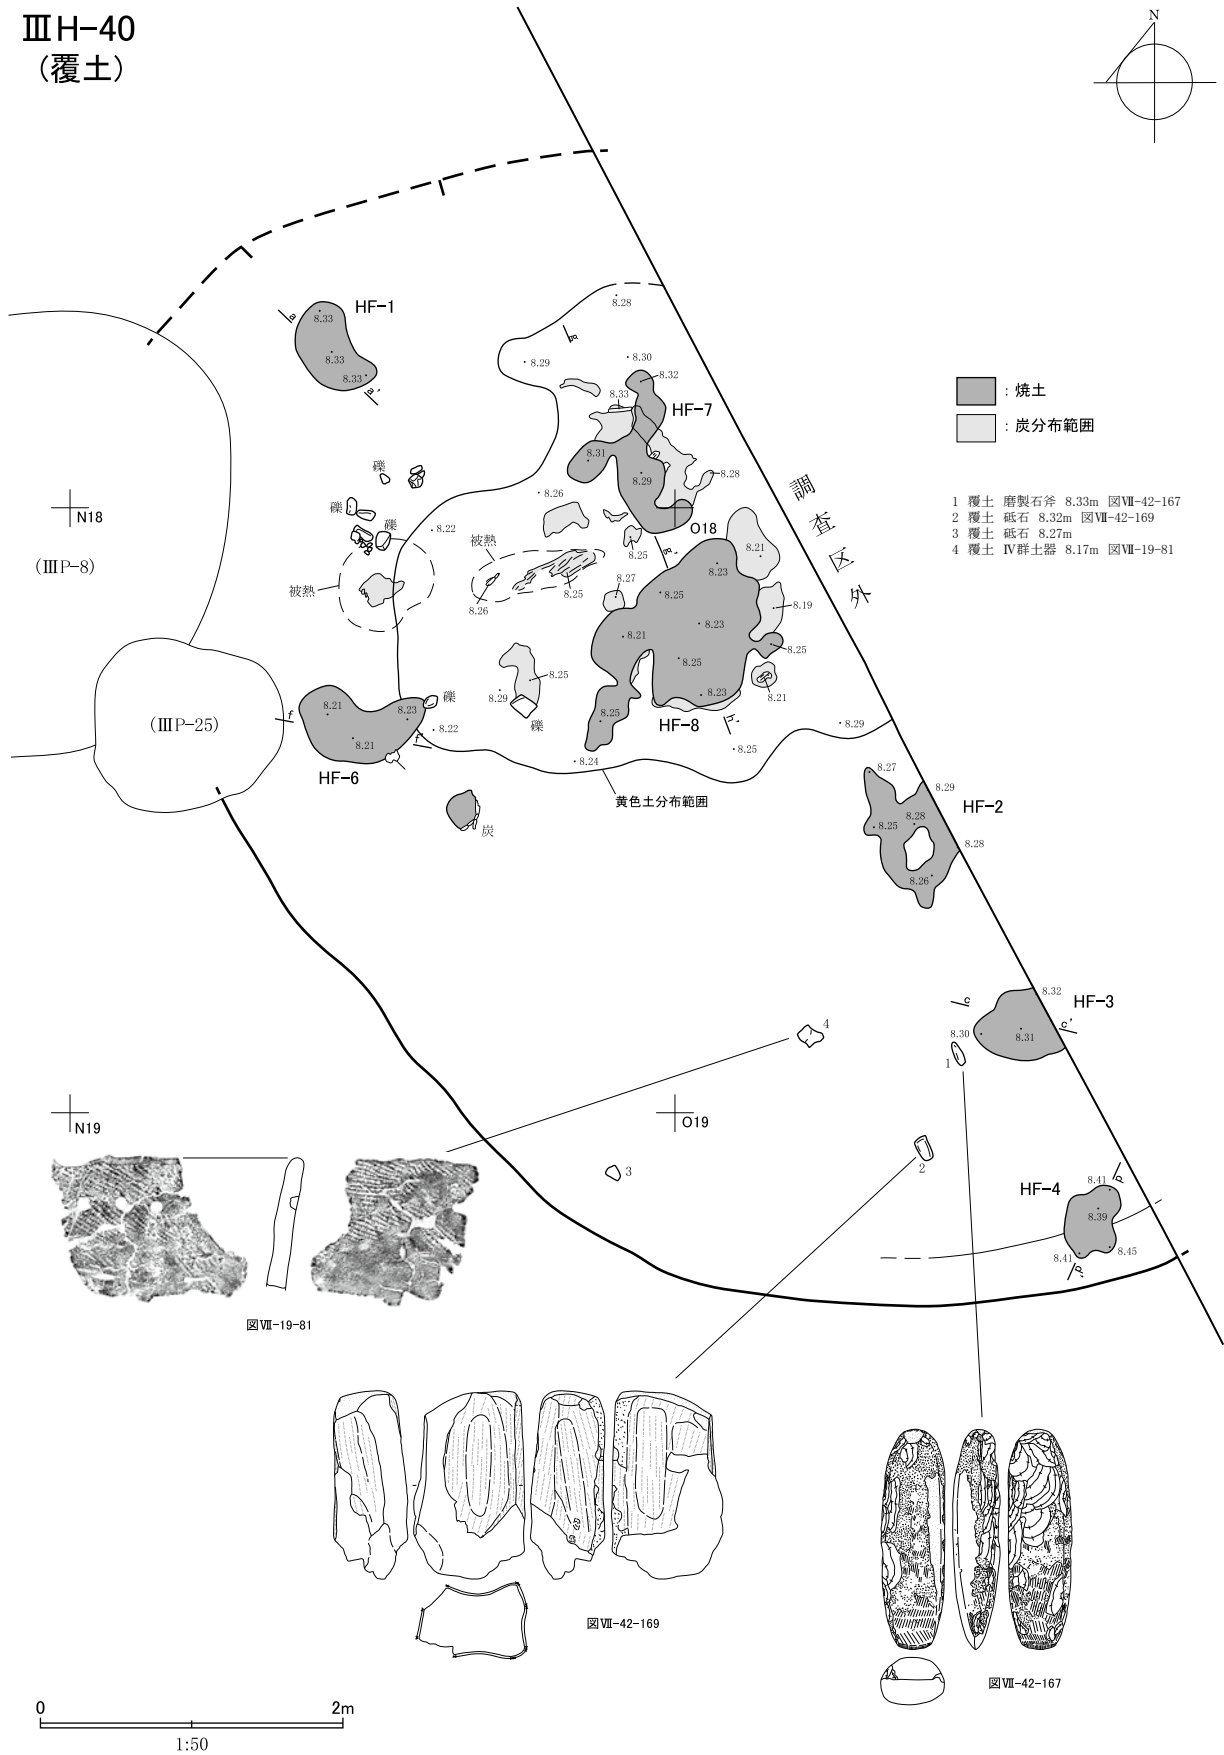 ⅢH-40
（覆土）
N
8.28
HF-1
a
8.33
8.33
8.33
a'
g
8.29
8.30
8.32
8.33
HF-7
：焼土
：炭分布範囲
8.31
8.29
8.28
礫
礫
礫
8.26
調査区外
1 覆土 磨製石斧 8.33m 図Ⅶ-42-167
2 覆土 砥石 8.32m 図Ⅶ-42-169
3 覆土 砥石 8.27m
4 覆土 Ⅳ群土器 8.17m 図Ⅶ-19-81
N18
O18
8.22
被熱
8.25
g'
8.21
(ⅢP-8)
8.23
被熱
8.26
8.25
8.27
8.25
8.19
8.23
8.21
8.25
8.25
8.25
8.29
礫
8.21
8.23
8.21
(ⅢP-25)
f
8.21
8.23
礫
8.25
HF-8
h'
8.29
8.21
f'
8.22
8.25
HF-6
8.24
黄色土分布範囲
炭
8.27
8.29
HF-2
8.28
8.25
8.28
8.26
8.32
HF-3
c
c'
8.30
8.31
4
1
N19
O19
2
3
HF-4
8.41
d
8.39
8.41
8.45
d'
図Ⅶ-19-81
図Ⅶ-42-169
図Ⅶ-42-167
0
2m
1:50